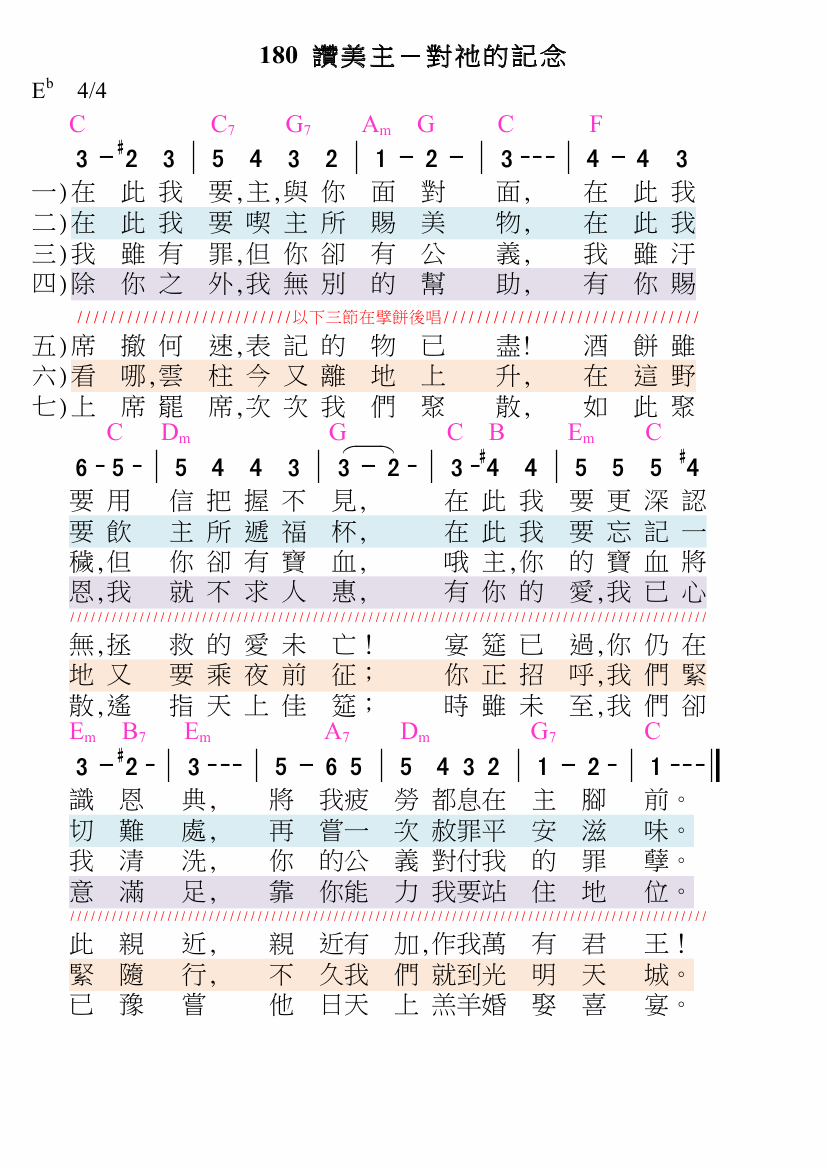 180 讚美主－對祂的記念
E♭ 4/4
C C7 G7 Am G C F
3 － #2 3 | 5 4 3 2 | 1 － 2 － | 3 - - - | 4 － 4 3
一)在 此 我 要,主,與 你 面 對 面, 在 此 我
二)在 此 我 要 喫 主 所 賜 美 物, 在 此 我
三)我 雖 有 罪,但 你 卻 有 公 義, 我 雖 汙
四)除 你 之 外,我 無 別 的 幫 助, 有 你 賜
//////////////////////////以下三節在擘餅後唱///////////////////////////////
五)席 撤 何 速,表 記 的 物 已 盡! 酒 餅 雖
六)看 哪,雲 柱 今 又 離 地 上 升, 在 這 野
七)上 席 罷 席,次 次 我 們 聚 散, 如 此 聚
C Dm G C B Em C
6 - 5 - | 5 4 4 3 | 3 － 2 - | 3 - #4 4 | 5 5 5 #4
要 用 信 把 握 不 見, 在 此 我 要 更 深 認
要 飲 主 所 遞 福 杯, 在 此 我 要 忘 記 一
穢,但 你 卻 有 寶 血, 哦 主,你 的 寶 血 將
恩,我 就 不 求 人 惠, 有 你 的 愛,我 已 心
無,拯 救 的 愛 未 亡! 宴 筵 已 過,你 仍 在
地 又 要 乘 夜 前 征; 你 正 招 呼,我 們 緊
散,遙 指 天 上 佳 筵; 時 雖 未 至,我 們 卻
Em B7 Em A7 Dm G7 C
3 － #2 - | 3 - - - | 5 － 6 5 | 5 4 3 2 | 1 － 2 - | 1 - - - ‖
識 恩 典, 將 我疲 勞 都息在 主 腳 前。
切 難 處, 再 嘗一 次 赦罪平 安 滋 味。
我 清 洗, 你 的公 義 對付我 的 罪 孽。
意 滿 足, 靠 你能 力 我要站 住 地 位。
此 親 近, 親 近有 加,作我萬 有 君 王!
緊 隨 行, 不 久我 們 就到光 明 天 城。
已 豫 嘗 他 日天 上 羔羊婚 娶 喜 宴。